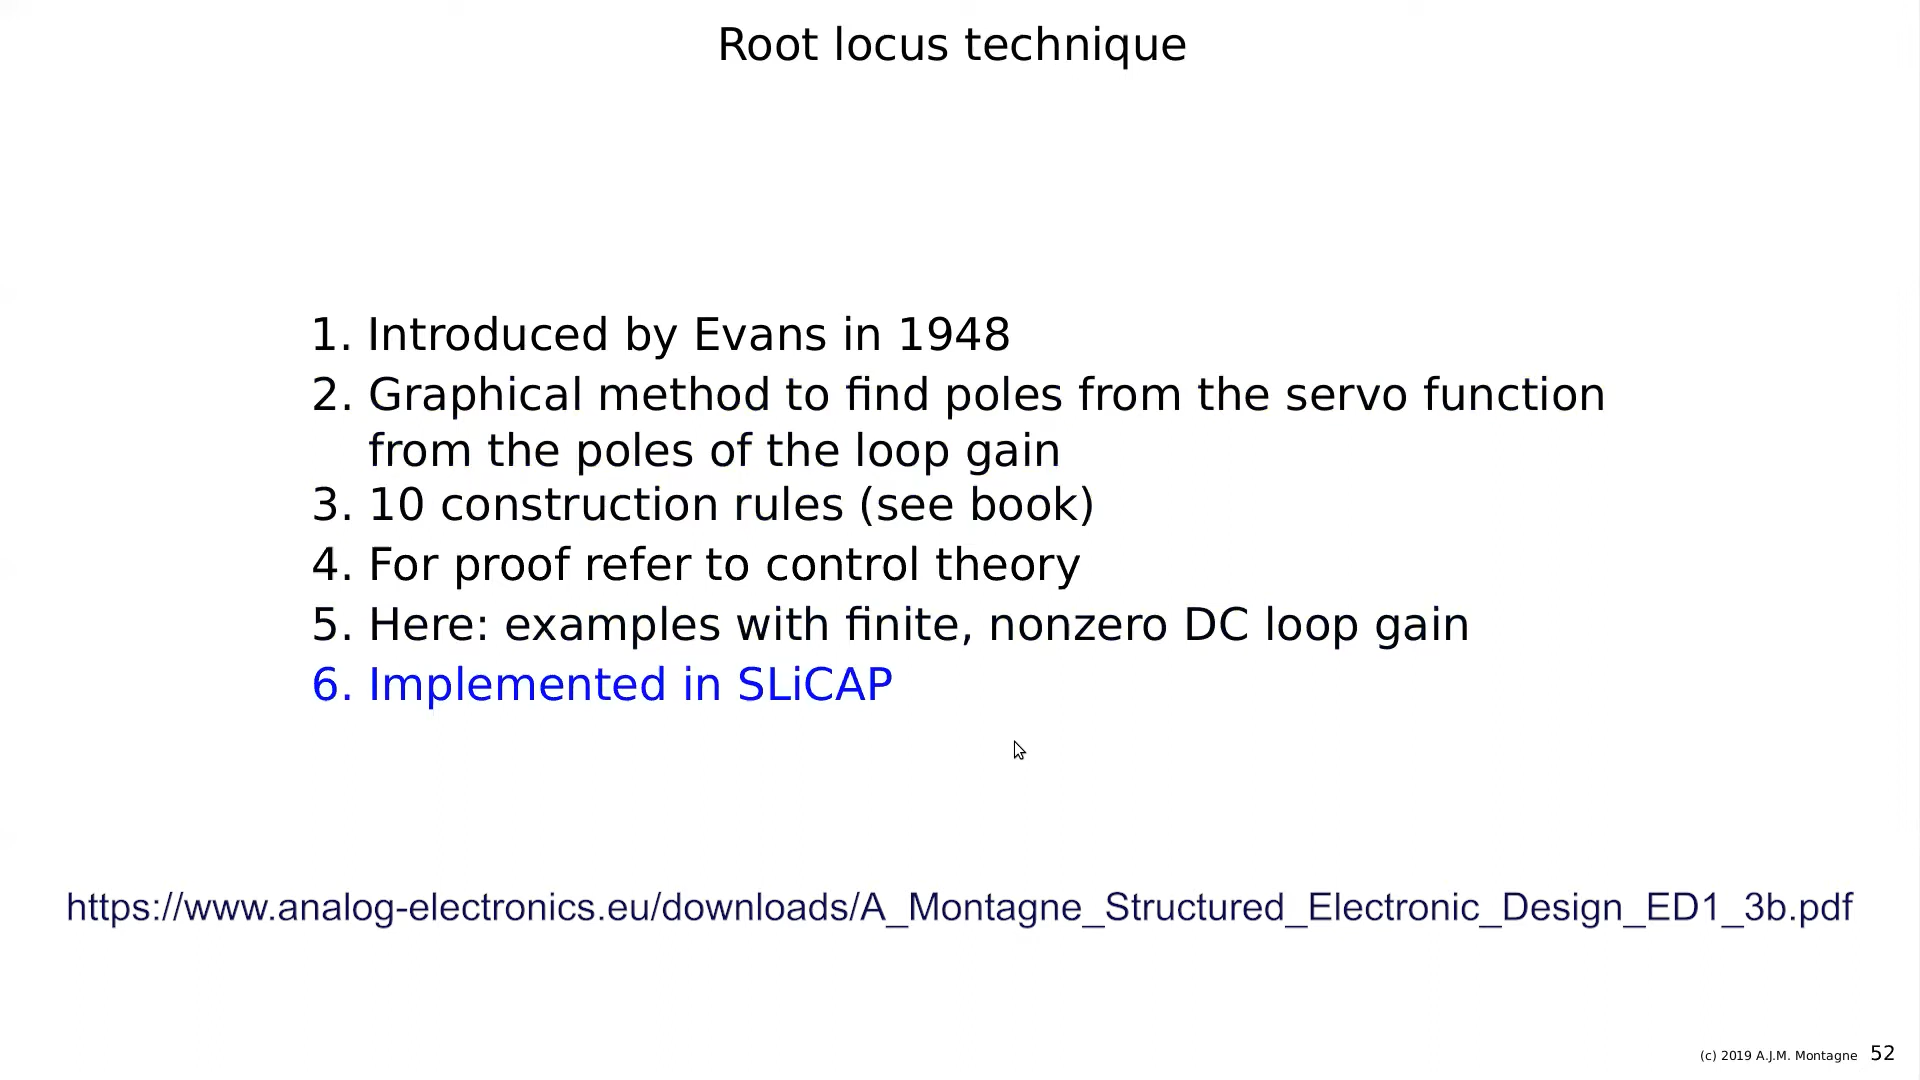 Root locus technique
1. Introduced by Evans in 1948
2. Graphical method to find poles from the servo function
from the poles of the loop gain
3. 10 construction rules (see book)
4. For proof refer to control theory
5. Here: examples with finite, nonzero DC loop gain
6. Implemented in SLiCAP
https://www.analog-electronics.eu/downloads/A_Montagne_Structured_Electronic_Design_ED1_3b.pdf
(c) 2019 A.J.M. Montagne 52